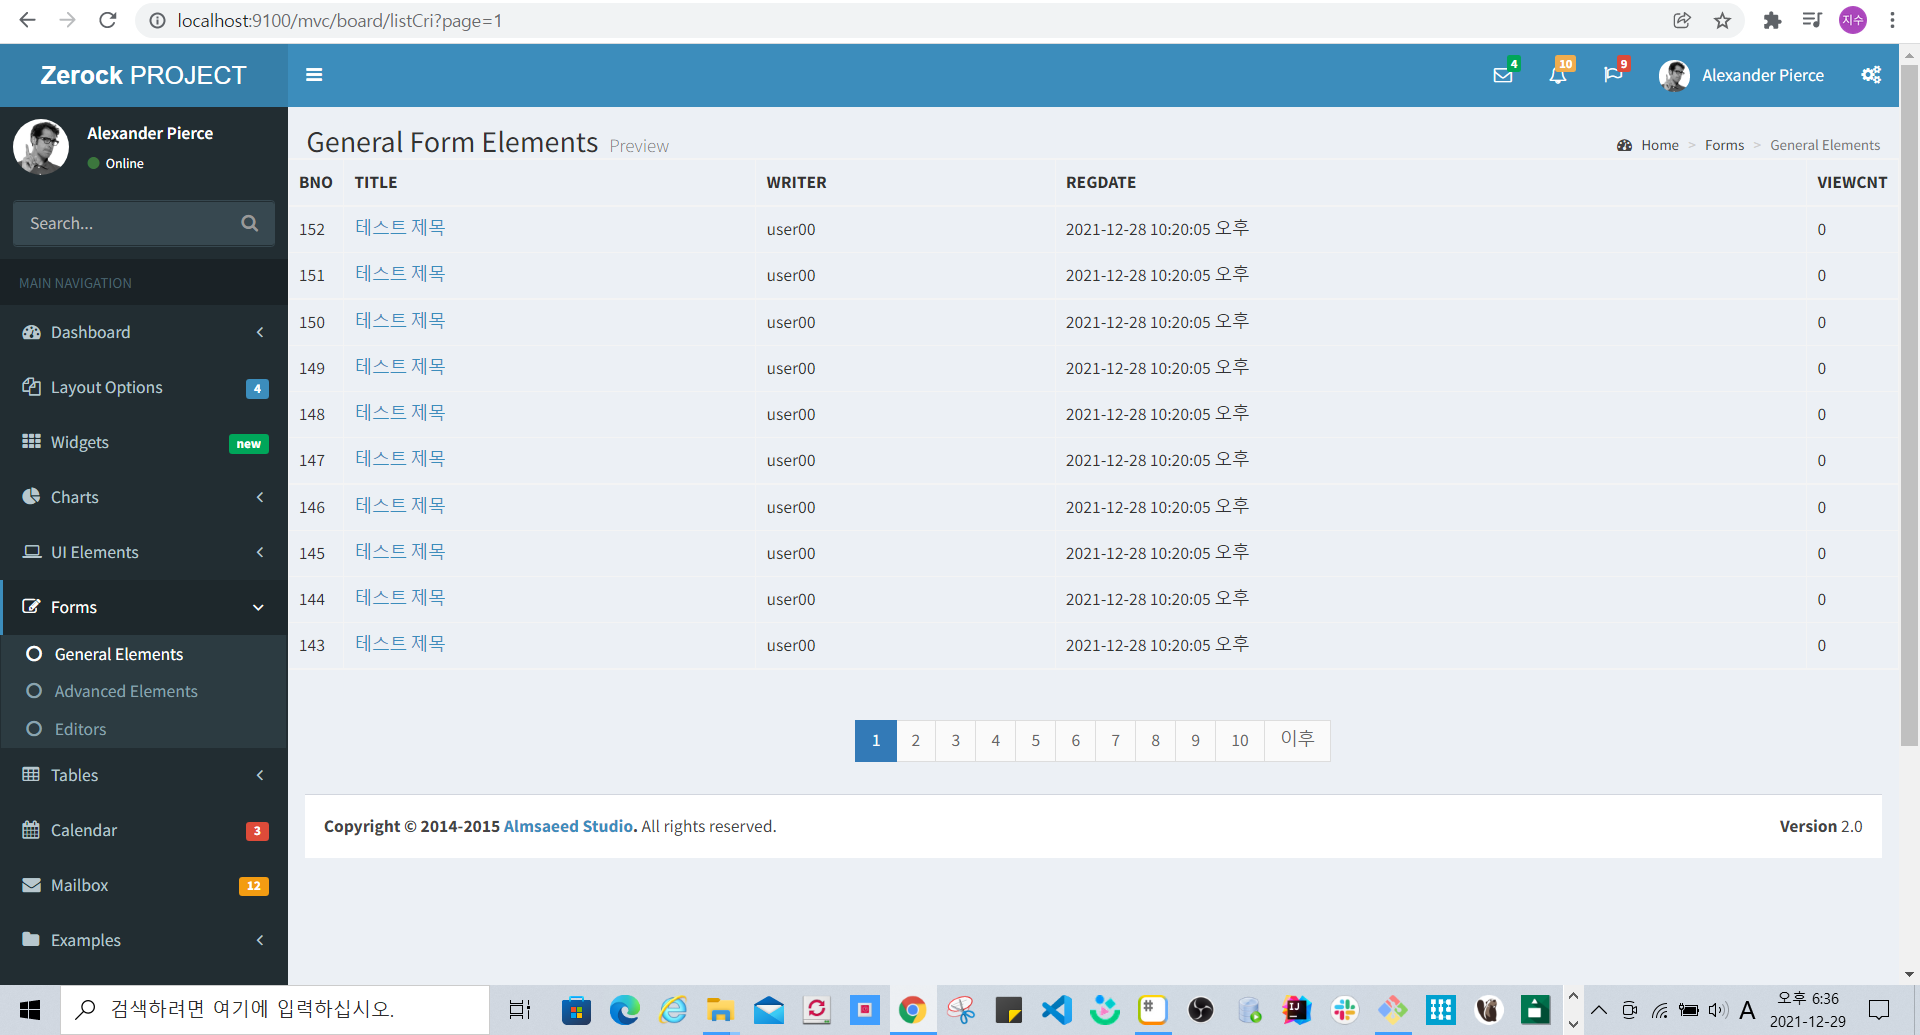 localhost:9100/mvc/board/listCri?page=1
지수
Zerock PROJECT
4
10
9
Alexander Pierce
Alexander Pierce
Online
Search...
MAIN NAVIGATION
Dashboard
Layout Options 4
Widgets new
Charts
UI Elements
Forms
General Elements
Advanced Elements
Editors
Tables
Calendar 3
Mailbox 12
Examples
General Form Elements Preview
Home > Forms > General Elements
BNO TITLE WRITER REGDATE VIEWCNT
152 테스트 제목 user00 2021-12-28 10:20:05 오후 0
151 테스트 제목 user00 2021-12-28 10:20:05 오후 0
150 테스트 제목 user00 2021-12-28 10:20:05 오후 0
149 테스트 제목 user00 2021-12-28 10:20:05 오후 0
148 테스트 제목 user00 2021-12-28 10:20:05 오후 0
147 테스트 제목 user00 2021-12-28 10:20:05 오후 0
146 테스트 제목 user00 2021-12-28 10:20:05 오후 0
145 테스트 제목 user00 2021-12-28 10:20:05 오후 0
144 테스트 제목 user00 2021-12-28 10:20:05 오후 0
143 테스트 제목 user00 2021-12-28 10:20:05 오후 0
1 2 3 4 5 6 7 8 9 10 이후
Copyright © 2014-2015 Almsaeed Studio. All rights reserved.
Version 2.0
검색하려면 여기에 입력하십시오.
A
오후 6:36
2021-12-29